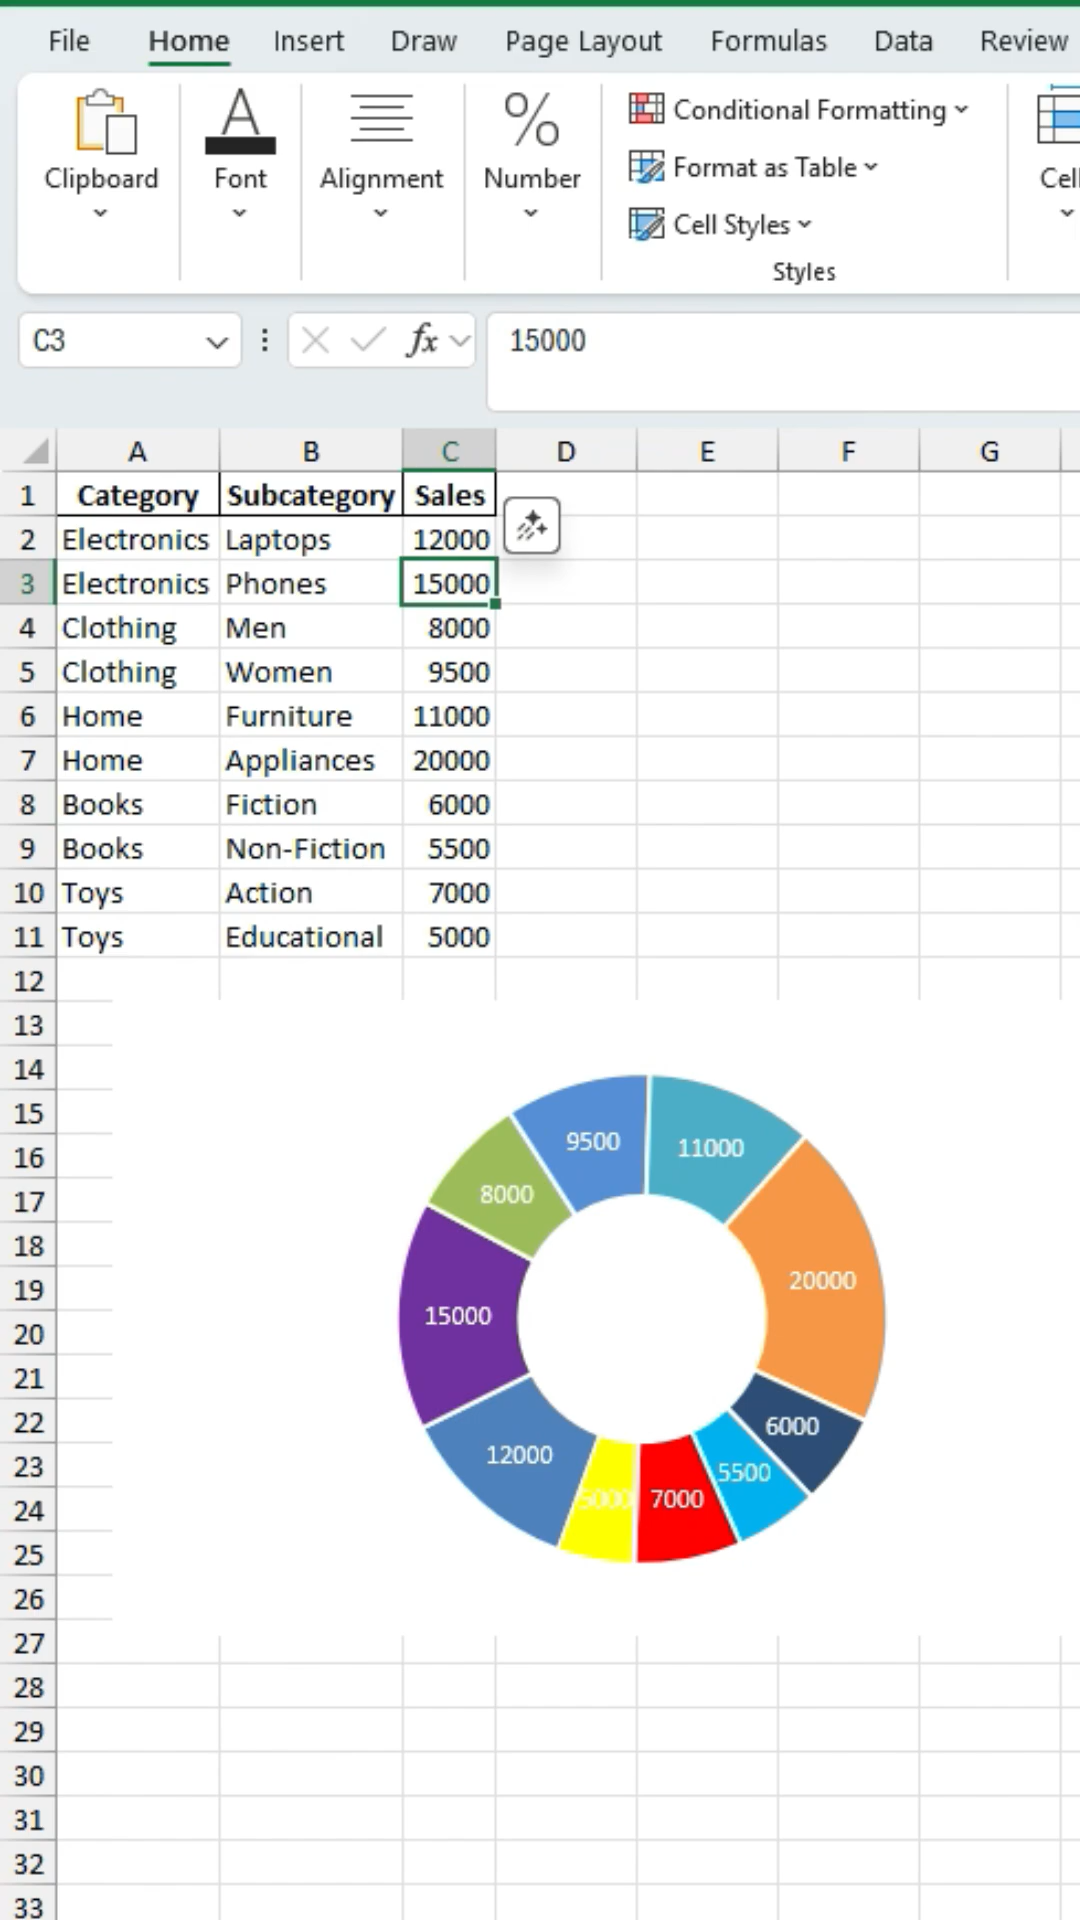 File Home Insert Draw Page Layout Formulas Data Review
Conditional Formatting
Format as Table
Clipboard Font Alignment Number
Cell Styles
Styles
C3 fx 15000
A B C D E F G
1 Category Subcategory Sales
2 Electronics Laptops 12000
3 Electronics Phones 15000
4 Clothing Men 8000
5 Clothing Women 9500
6 Home Furniture 11000
7 Home Appliances 20000
8 Books Fiction 6000
9 Books Non-Fiction 5500
10 Toys Action 7000
11 Toys Educational 5000
12
13
14
15
16
17
18
19
20
21
22
23
24
25
26
27
28
29
30
31
32
33
9500 11000
8000
20000
15000
6000
12000
5500
5000 7000